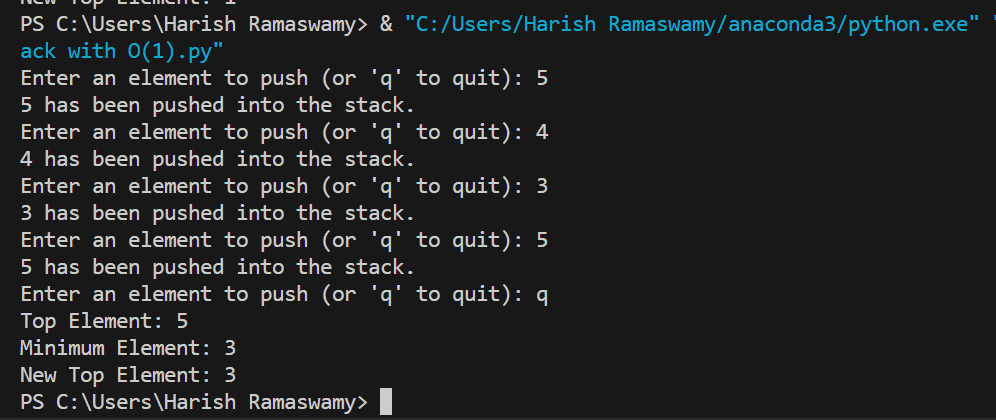 New Top Element: 1
PS C:\Users\Harish Ramaswamy> & "C:/Users/Harish Ramaswamy/anaconda3/python.exe" "
ack with O(1).py"
Enter an element to push (or 'q' to quit): 5
5 has been pushed into the stack.
Enter an element to push (or 'q' to quit): 4
4 has been pushed into the stack.
Enter an element to push (or 'q' to quit): 3
3 has been pushed into the stack.
Enter an element to push (or 'q' to quit): 5
5 has been pushed into the stack.
Enter an element to push (or 'q' to quit): q
Top Element: 5
Minimum Element: 3
New Top Element: 3
PS C:\Users\Harish Ramaswamy>